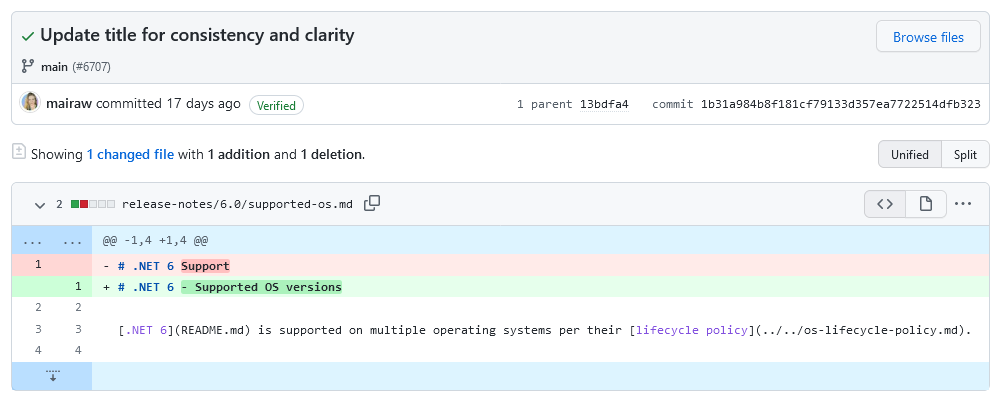 Update title for consistency and clarity
Browse files
main (#6707)
mairaw committed 17 days ago Verified 1 parent 13bdfa4 commit 1b31a984b8f181cf79133d357ea7722514dfb323
Showing 1 changed file with 1 addition and 1 deletion.
Unified Split
2 release-notes/6.0/supported-os.md
... ... @@ -1,4 +1,4 @@
1 - # .NET 6 Support
1 + # .NET 6 - Supported OS versions
2 2
3 3 [.NET 6](README.md) is supported on multiple operating systems per their [lifecycle policy](../../os-lifecycle-policy.md).
4 4